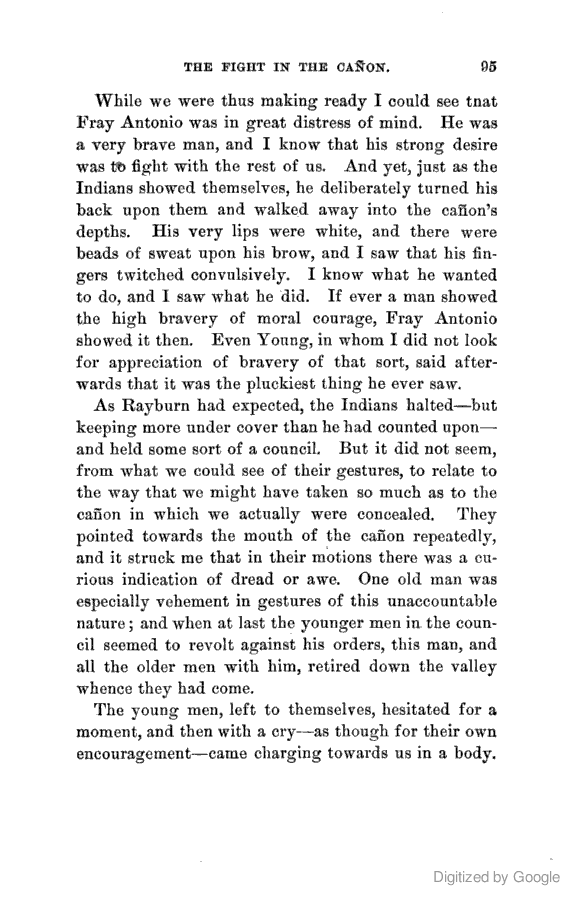 THE FIGHT IN THE CAÑON. 95
While we were thus making ready I could see tnat
Fray Antonio was in great distress of mind. He was
a very brave man, and I know that his strong desire
was to fight with the rest of us. And yet, just as the
Indians showed themselves, he deliberately turned his
back upon them and walked away into the cañon's
depths. His very lips were white, and there were
beads of sweat upon his brow, and I saw that his fin-
gers twitched convulsively. I know what he wanted
to do, and I saw what he did. If ever a man showed
the high bravery of moral courage, Fray Antonio
showed it then. Even Young, in whom I did not look
for appreciation of bravery of that sort, said after-
wards that it was the pluckiest thing he ever saw.
As Rayburn had expected, the Indians halted—but
keeping more under cover than he had counted upon—
and held some sort of a council. But it did not seem,
from what we could see of their gestures, to relate to
the way that we might have taken so much as to the
cañon in which we actually were concealed. They
pointed towards the mouth of the cañon repeatedly,
and it struck me that in their motions there was a cu-
rious indication of dread or awe. One old man was
especially vehement in gestures of this unaccountable
nature; and when at last the younger men in the coun-
cil seemed to revolt against his orders, this man, and
all the older men with him, retired down the valley
whence they had come.
The young men, left to themselves, hesitated for a
moment, and then with a cry—as though for their own
encouragement—came charging towards us in a body.
Digitized by Google